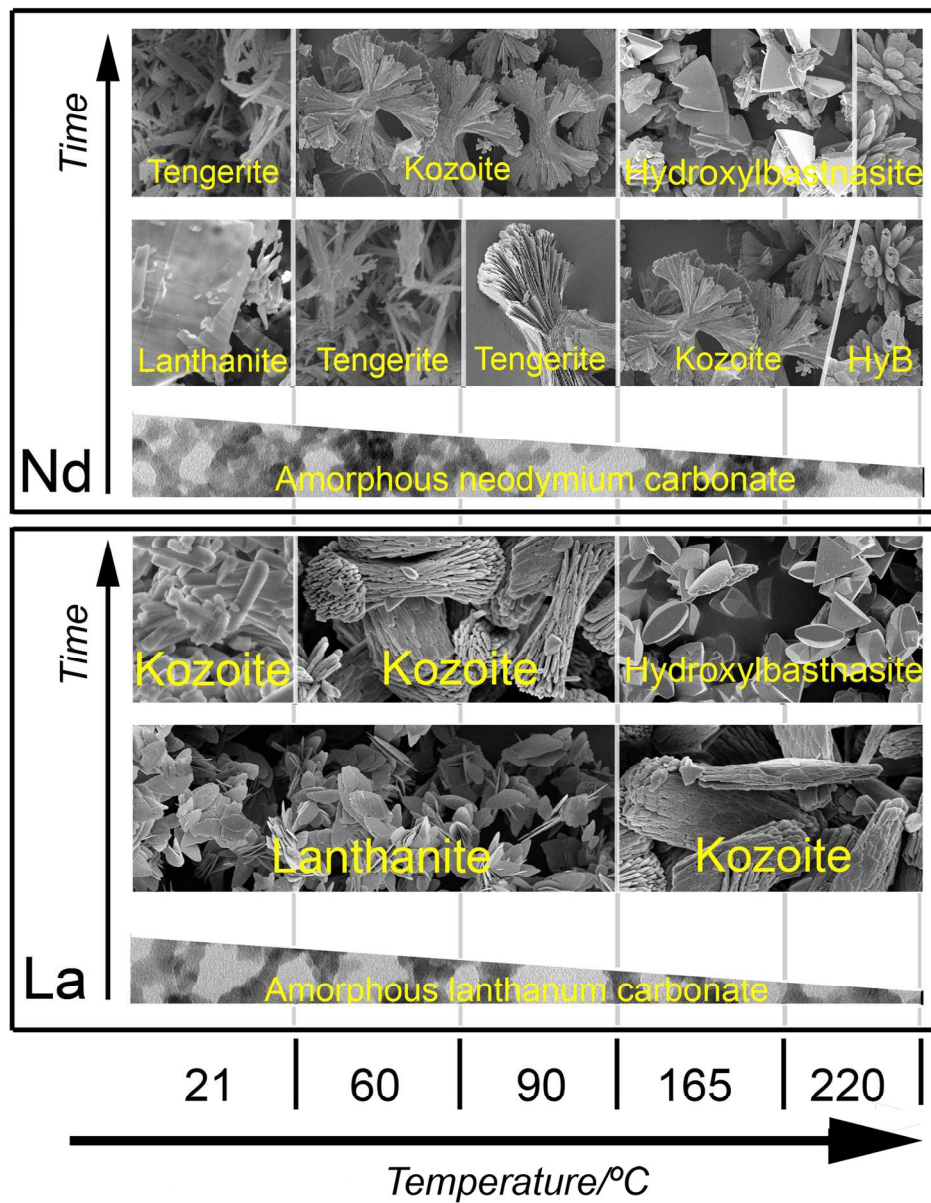 Time
Tengerite
Kozoite
Hydroxylbastnasite
Lanthanite
Tengerite
Tengerite
Kozoite
HyB
Nd
Amorphous neodymium carbonate
Time
Kozoite
Kozoite
Hydroxylbastnasite
Lanthanite
Kozoite
La
Amorphous lanthanum carbonate
21
60
90
165
220
Temperature/ºC